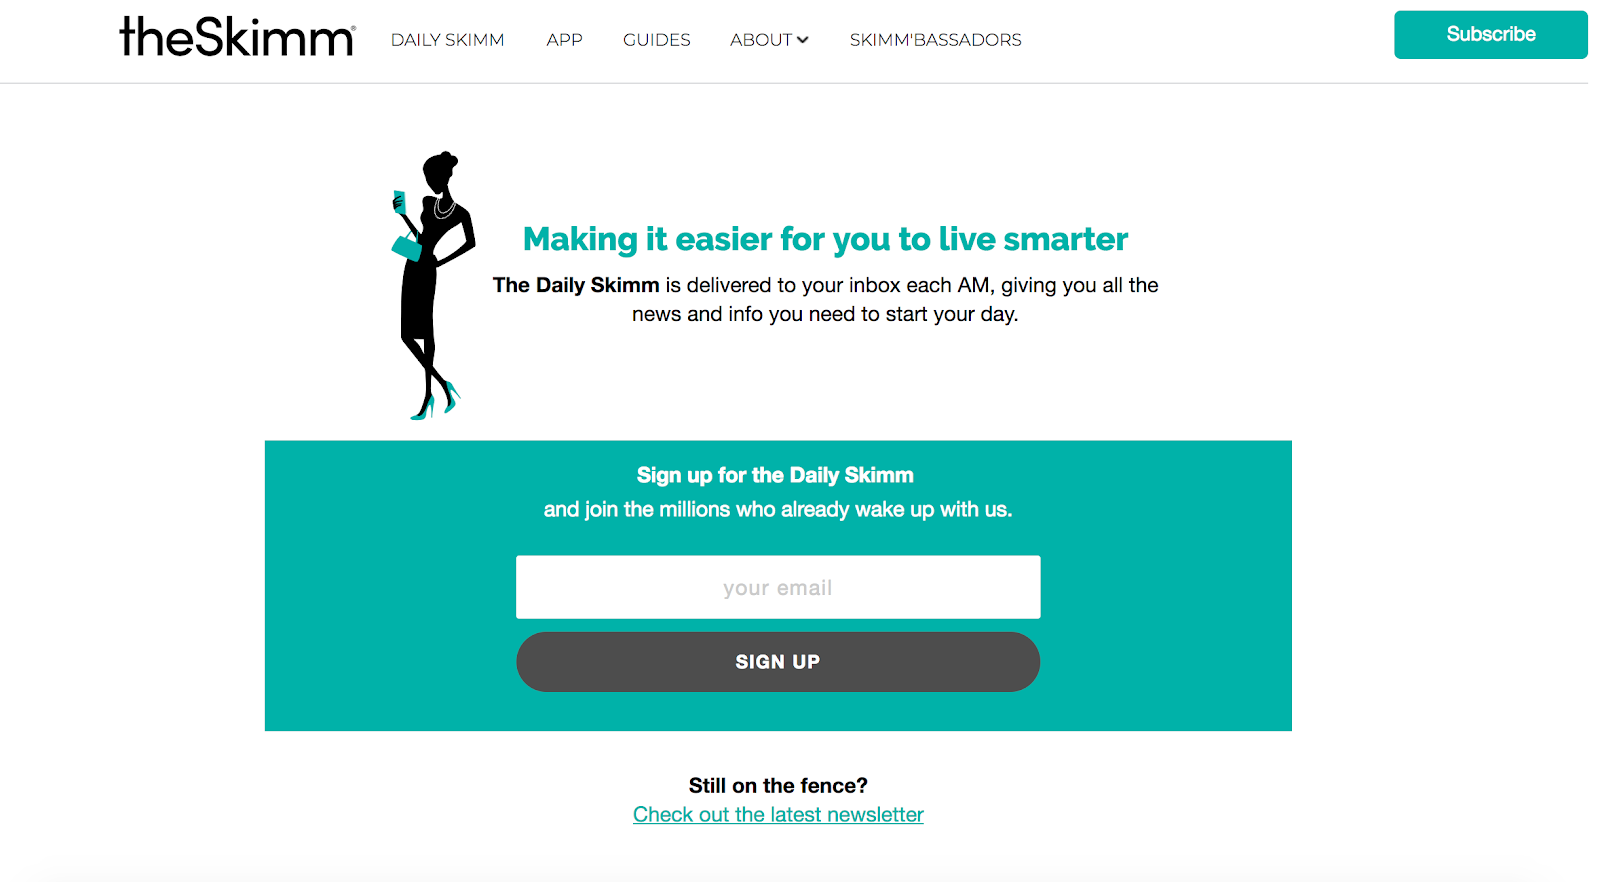 theSkimm®
DAILY SKIMM
APP
GUIDES
ABOUT
SKIMM'BASSADORS
Subscribe
Making it easier for you to live smarter
The Daily Skimm is delivered to your inbox each AM, giving you all the
news and info you need to start your day.
Sign up for the Daily Skimm
and join the millions who already wake up with us.
your email
SIGN UP
Still on the fence?
Check out the latest newsletter